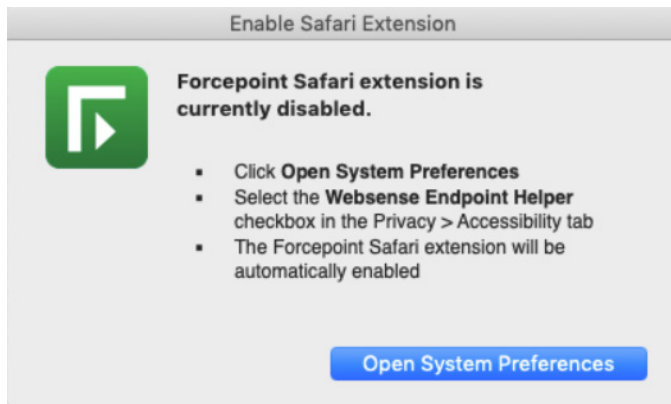 Enable Safari Extension
Forcepoint Safari extension is
currently disabled.
▪ Click Open System Preferences
▪ Select the Websense Endpoint Helper
checkbox in the Privacy > Accessibility tab
▪ The Forcepoint Safari extension will be
automatically enabled
Open System Preferences